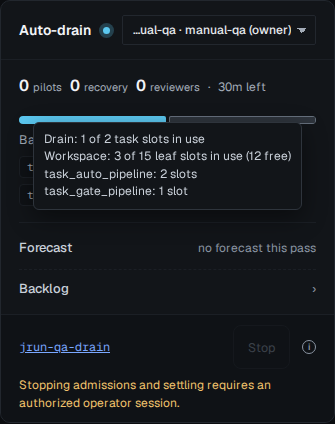 Auto-drain
...ual-qa · manual-qa (owner)
0 pilots 0 recovery 0 reviewers · 30m left
Ba
Drain: 1 of 2 task slots in use
Workspace: 3 of 15 leaf slots in use (12 free)
task_auto_pipeline: 2 slots
task_gate_pipeline: 1 slot
Forecast no forecast this pass
Backlog ›
jrun-qa-drain Stop
Stopping admissions and settling requires an
authorized operator session.